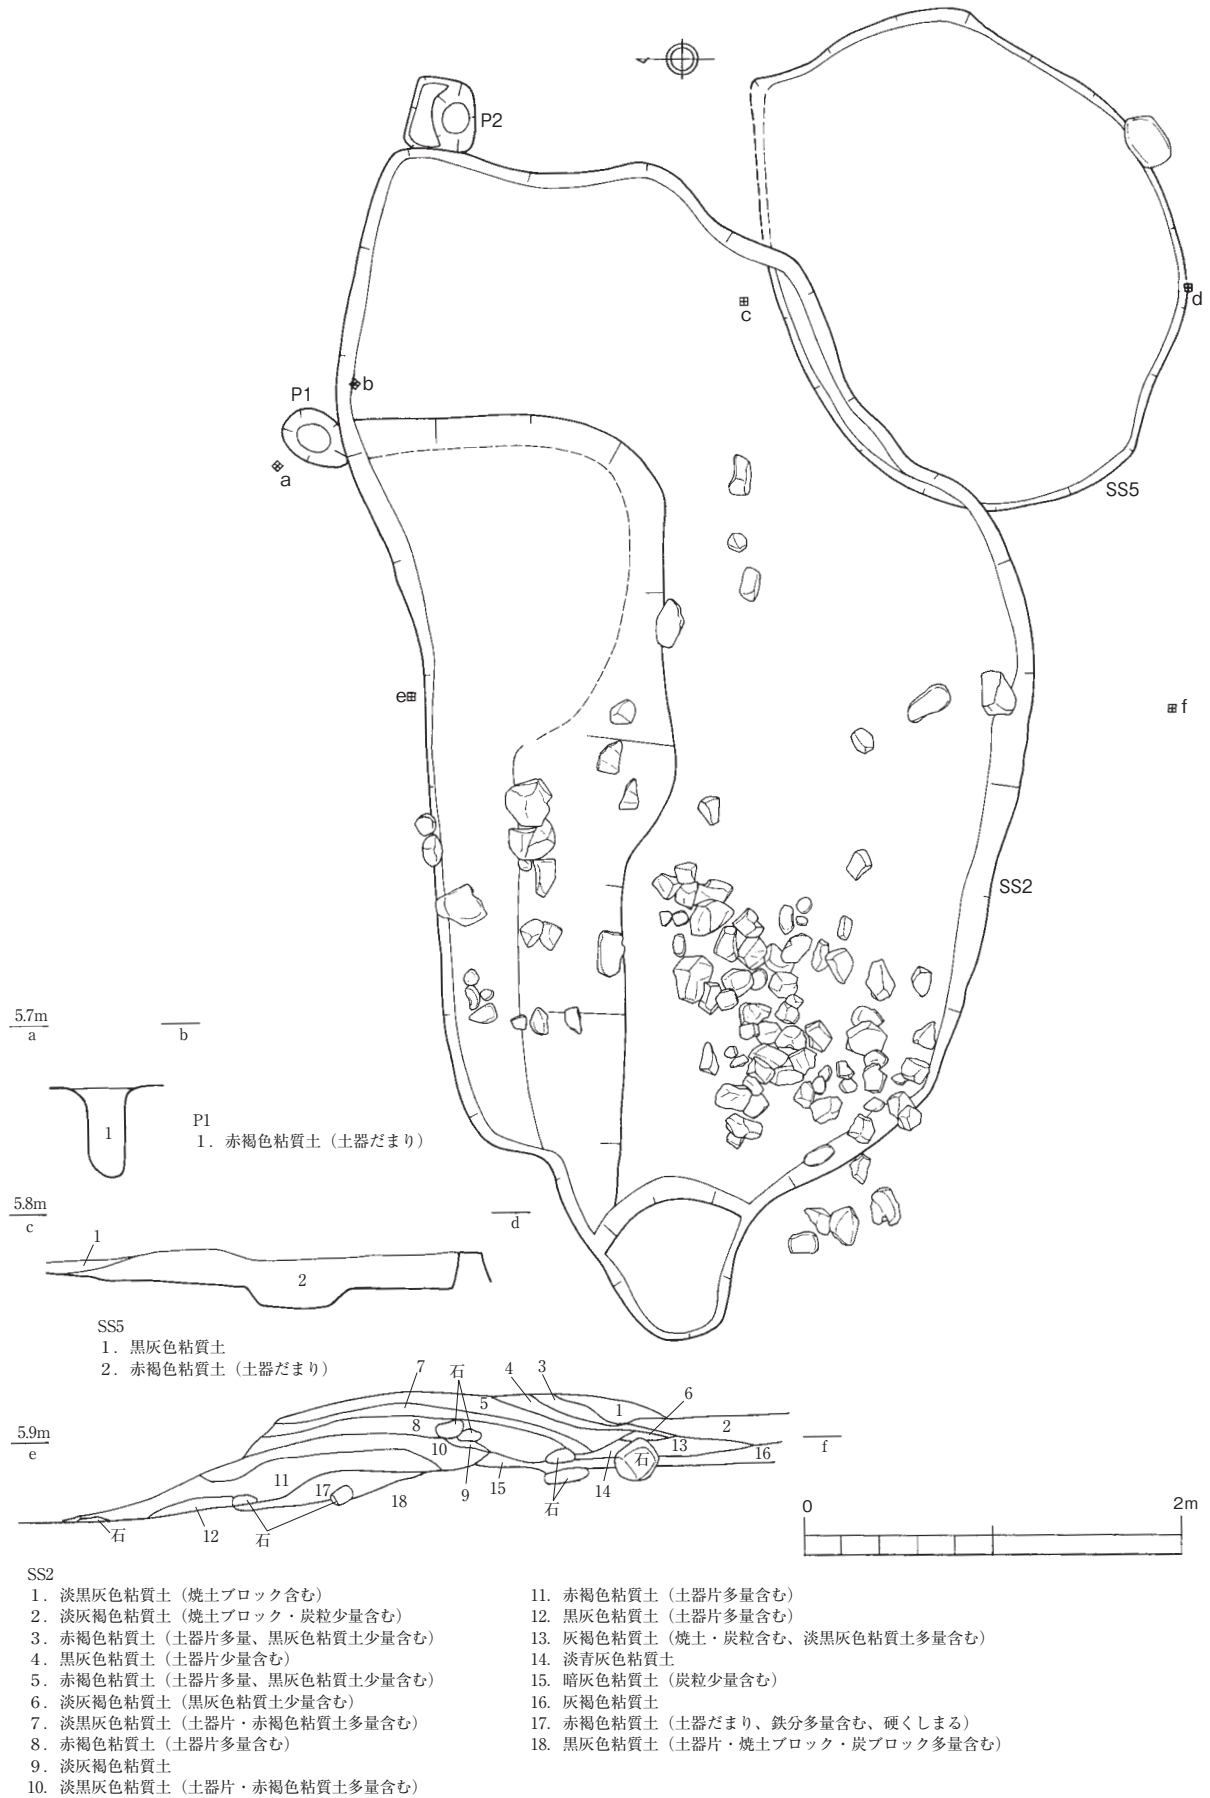 P2
c
d
P1
b
a
SS5
e
f
SS2
5.7m
a
b
1
P1
1．赤褐色粘質土（土器だまり）
5.8m
c
d
1
2
SS5
1．黒灰色粘質土
2．赤褐色粘質土（土器だまり）
7
石
4
3
5
6
1
2
8
5.9m
e
f
10
13
16
石
11
17
15
14
9
18
石
12
石
石
0
2m
SS2
1．淡黒灰色粘質土（焼土ブロック含む）
2．淡灰褐色粘質土（焼土ブロック・炭粒少量含む）
3．赤褐色粘質土（土器片多量、黒灰色粘質土少量含む）
4．黒灰色粘質土（土器片少量含む）
5．赤褐色粘質土（土器片多量、黒灰色粘質土少量含む）
6．淡灰褐色粘質土（黒灰色粘質土少量含む）
7．淡黒灰色粘質土（土器片・赤褐色粘質土多量含む）
8．赤褐色粘質土（土器片多量含む）
9．淡灰褐色粘質土
10．淡黒灰色粘質土（土器片・赤褐色粘質土多量含む）
11．赤褐色粘質土（土器片多量含む）
12．黒灰色粘質土（土器片多量含む）
13．灰褐色粘質土（焼土・炭粒含む、淡黒灰色粘質土多量含む）
14．淡青灰色粘質土
15．暗灰色粘質土（炭粒少量含む）
16．灰褐色粘質土
17．赤褐色粘質土（土器だまり、鉄分多量含む、硬くしまる）
18．黒灰色粘質土（土器片・焼土ブロック・炭ブロック多量含む）